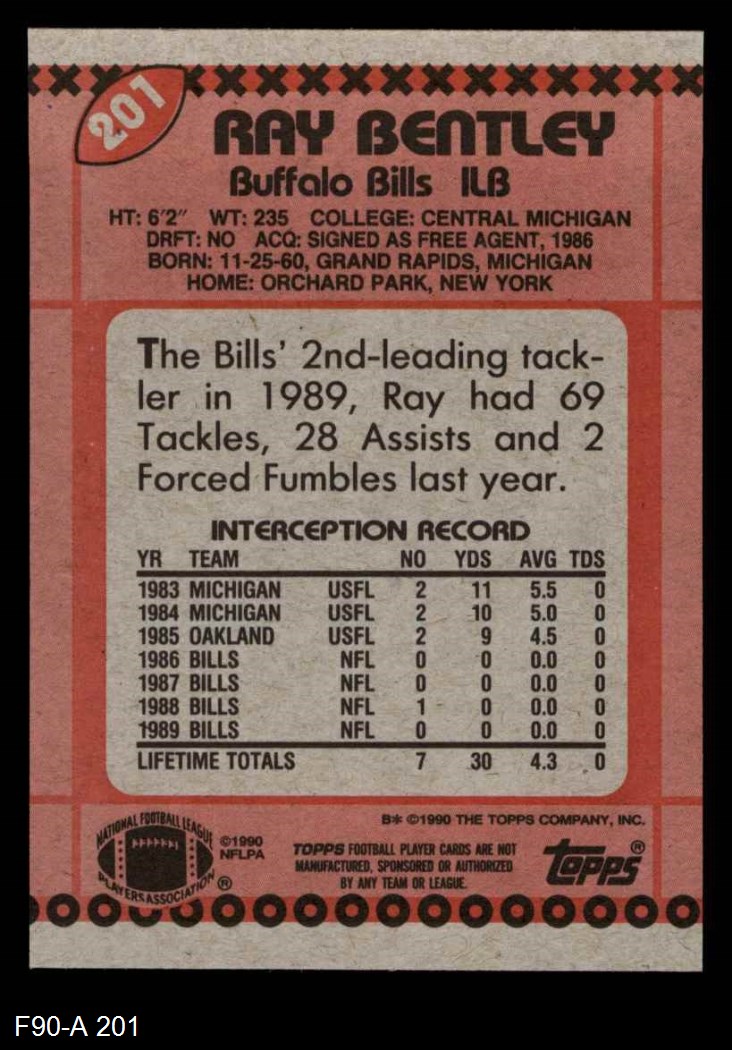 201
RAY BENTLEY
Buffalo Bills ILB
HT: 6'2" WT: 235 COLLEGE: CENTRAL MICHIGAN
DRFT: NO ACQ: SIGNED AS FREE AGENT, 1986
BORN: 11-25-60, GRAND RAPIDS, MICHIGAN
HOME: ORCHARD PARK, NEW YORK
The Bills' 2nd-leading tack-
ler in 1989, Ray had 69
Tackles, 28 Assists and 2
Forced Fumbles last year.
INTERCEPTION RECORD
YR TEAM NO YDS AVG TDS
1983 MICHIGAN USFL 2 11 5.5 0
1984 MICHIGAN USFL 2 10 5.0 0
1985 OAKLAND USFL 2 9 4.5 0
1986 BILLS NFL 0 0 0.0 0
1987 BILLS NFL 0 0 0.0 0
1988 BILLS NFL 1 0 0.0 0
1989 BILLS NFL 0 0 0.0 0
LIFETIME TOTALS 7 30 4.3 0
B* ©1990 THE TOPPS COMPANY, INC.
NATIONAL FOOTBALL LEAGUE
PLAYERS ASSOCIATION ®
©1990
NFLPA
TOPPS FOOTBALL PLAYER CARDS ARE NOT
MANUFACTURED, SPONSORED OR AUTHORIZED
BY ANY TEAM OR LEAGUE.
topps®
F90-A 201